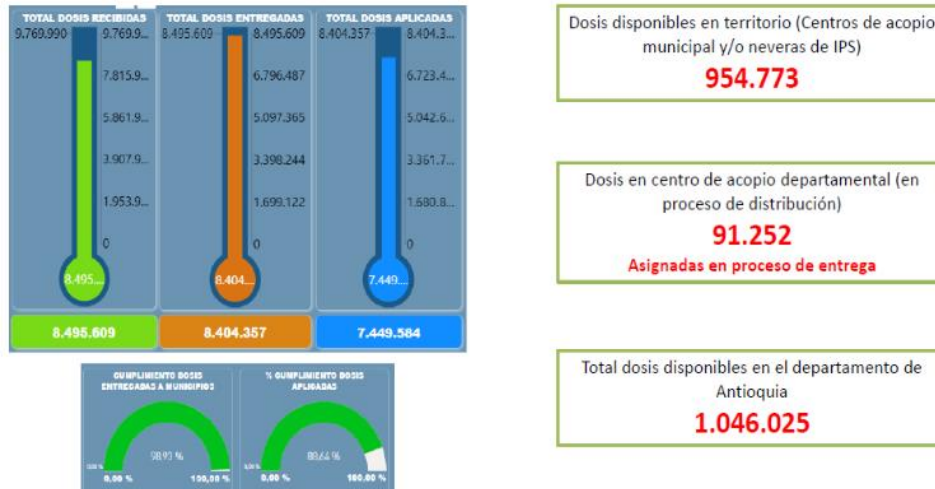 TOTAL DOSIS RECIBIDAS
9.769.990
9.769.9...
7.815.9...
5.861.9...
3.907.9...
1.953.9...
0
8.495....
8.495.609
TOTAL DOSIS ENTREGADAS
8.495.609
8.495.609
6.796.487
5.097.365
3.398.244
1.699.122
0
8.404....
8.404.357
TOTAL DOSIS APLICADAS
8.404.357
8.404.3...
6.723.4...
5.042.6...
3.361.7...
1.680.8...
0
7.449....
7.449.584
CUMPLIMIENTO DOSIS
ENTREGADAS A MUNICIPIOS
98,93 %
0,00 %
100,00 %
% CUMPLIMIENTO DOSIS
APLICADAS
88,64 %
0,00 %
0,00 %
100,00 %
Dosis disponibles en territorio (Centros de acopio
municipal y/o neveras de IPS)
954.773
Dosis en centro de acopio departamental (en
proceso de distribución)
91.252
Asignadas en proceso de entrega
Total dosis disponibles en el departamento de
Antioquia
1.046.025